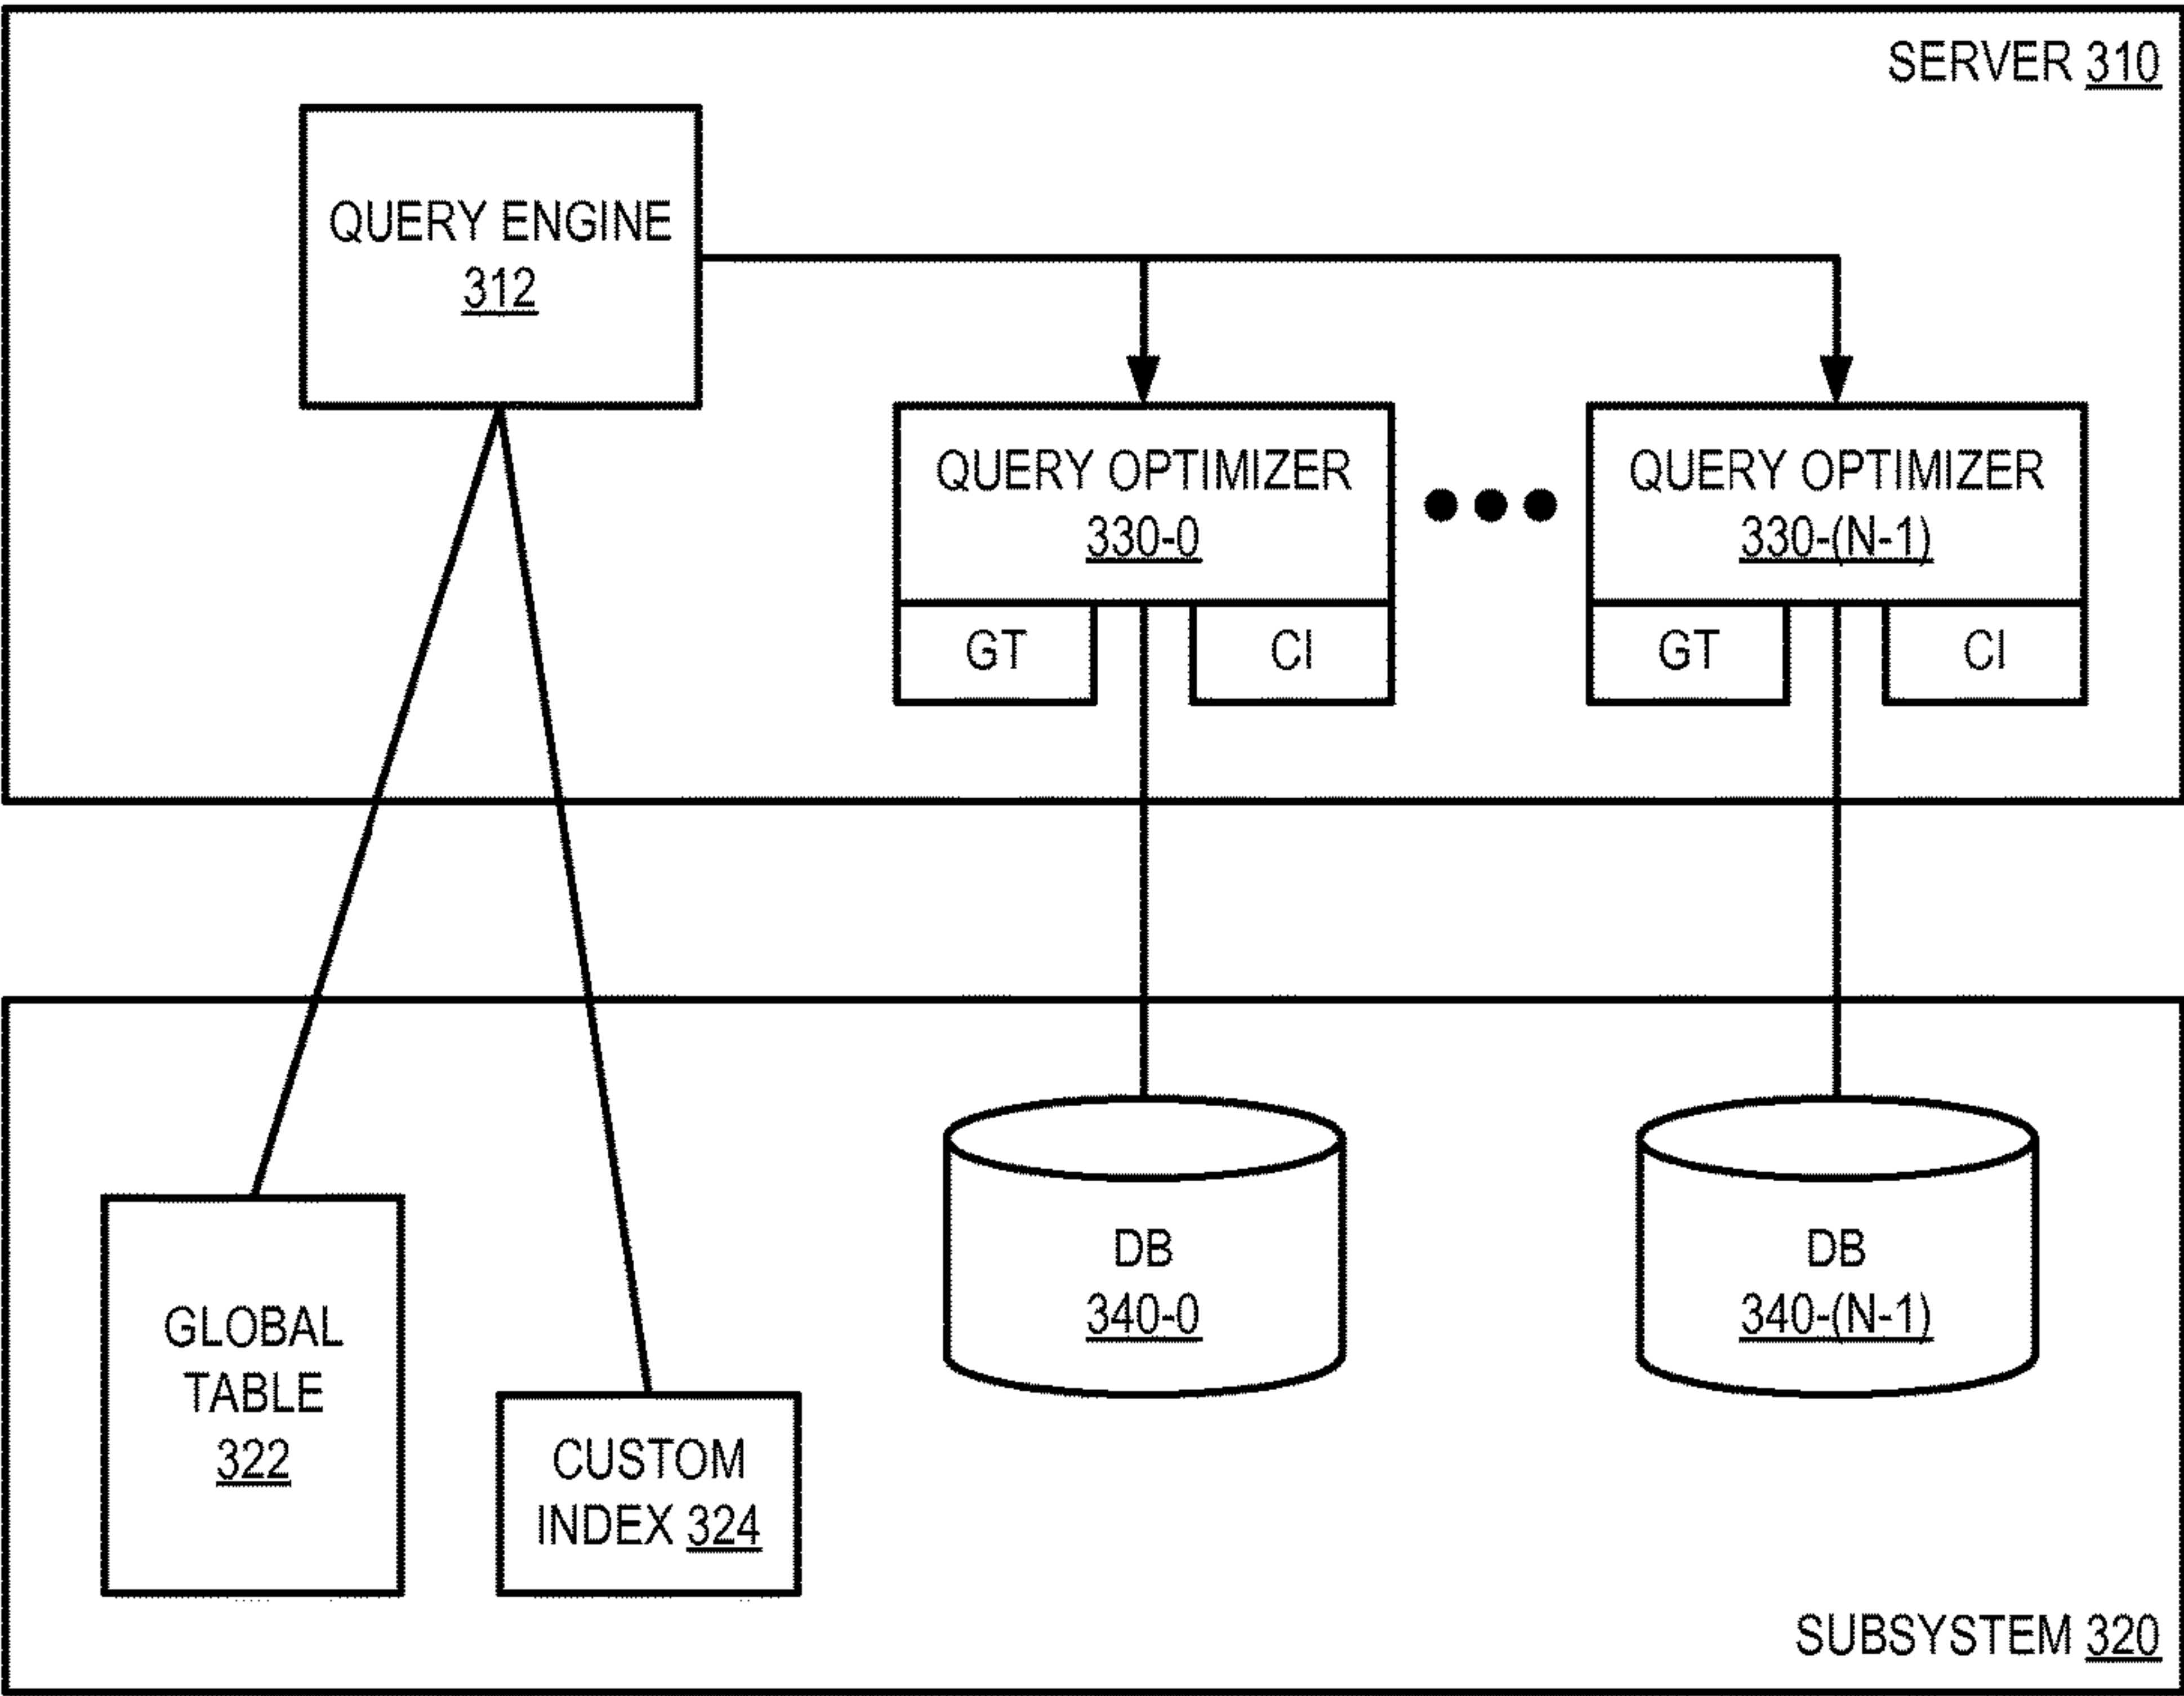 SERVER 310
QUERY ENGINE
312
QUERY OPTIMIZER
330-0
GT
CI
QUERY OPTIMIZER
330-(N-1)
GT
CI
GLOBAL
TABLE
322
CUSTOM
INDEX 324
DB
340-0
DB
340-(N-1)
SUBSYSTEM 320